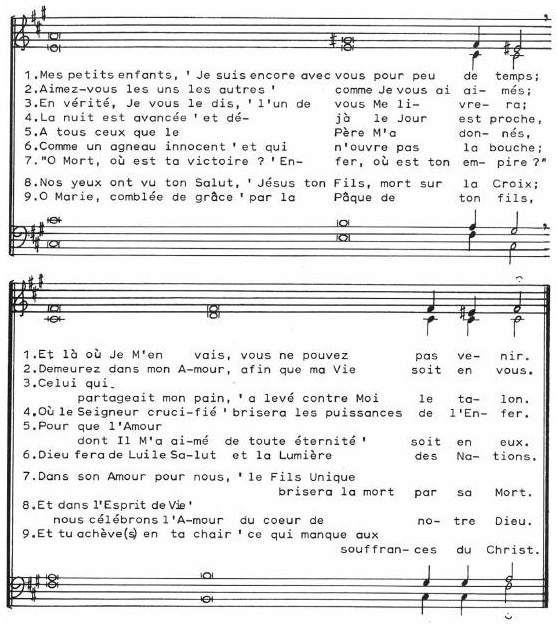 1.Mes petits enfants, ' Je suis encore avec vous pour peu de temps;
2.Aimez-vous les uns les autres ' comme Je vous ai ai- més;
3.En vérité, Je vous le dis, ' l'un de vous Me li- vre- ra;
4.La nuit est avancée ' et dé- jà le Jour est proche,
5.A tous ceux que le Père M'a don- nés,
6.Comme un agneau innocent ' et qui n'ouvre pas la bouche;
7."O Mort, où est ta victoire ? ' En- fer, où est ton em- pire ?"
8.Nos yeux ont vu ton Salut, ' Jésus ton Fils, mort sur la Croix;
9.O Marie, comblée de grâce ' par la Pâque de ton fils,
1.Et là où Je M'en vais, vous ne pouvez pas ve- nir.
2.Demeurez dans mon A-mour, afin que ma Vie soit en vous.
3.Celui qui
partageait mon pain, ' a levé contre Moi le ta- lon.
4.Où le Seigneur cruci-fié ' brisera les puissances de l'En- fer.
5.Pour que l'Amour
dont Il M'a ai-mé de toute éternité ' soit en eux.
6.Dieu fera de Lui le Sa-lut et la Lumière des Na- tions.
7.Dans son Amour pour nous, ' le Fils Unique
brisera la mort par sa Mort.
8.Et dans l'Esprit de Vie '
nous célébrons l'A-mour du coeur de no- tre Dieu.
9.Et tu achève(s) en ta chair ' ce qui manque aux
souffran- ces du Christ.